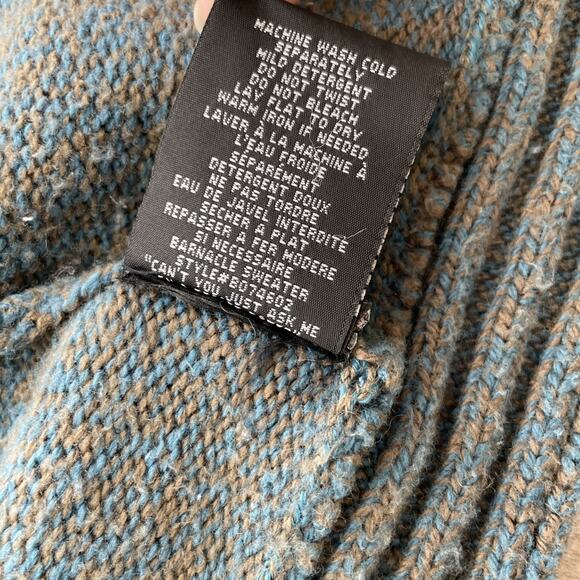 MACHINE WASH COLD
SEPARATELY
MILD DETERGENT
DO NOT TWIST
DO NOT BLEACH
LAY FLAT TO DRY
WARM IRON IF NEEDED
LAVER À LA MACHINE À
L'EAU FROIDE
SÉPARÉMENT
DETERGENT DOUX
EAU NE PAS TORDRE
DE JAVEL INTERDITE
SECHER A PLAT
REPASSER A FER MODERE
SI NECESSAIRE
BARNACLE SWEATER
STYLE#B074602
"CAN'T YOU JUST ASK,ME